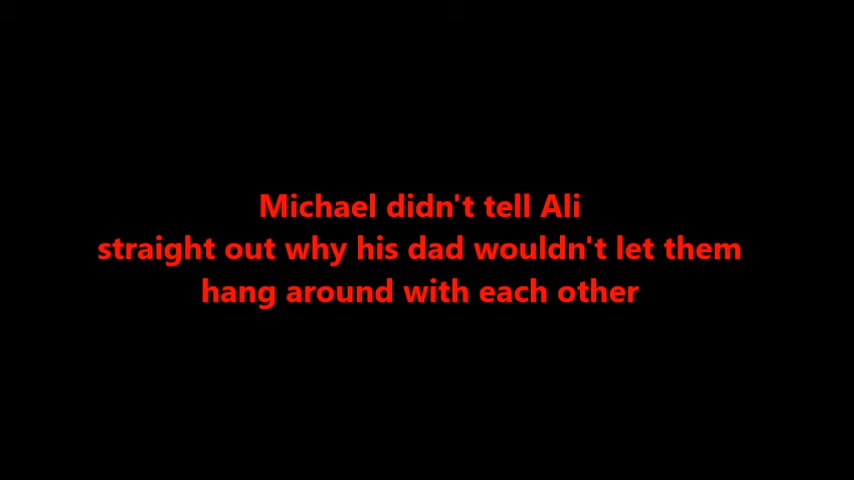 Michael didn't tell Ali
straight out why his dad wouldn't let them
hang around with each other